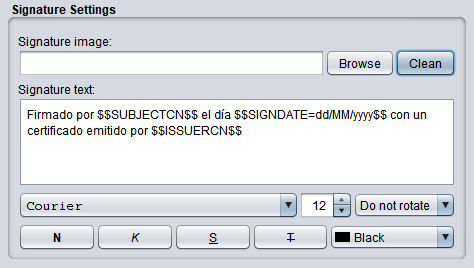 Signature Settings
Signature image:
Browse Clean
Signature text:
Firmado por $$SUBJECTCN$$ el día $$SIGNDATE=dd/MM/yyyy$$ con un
certificado emitido por $$ISSUERCN$$
Courier 12 Do not rotate
N K S T Black